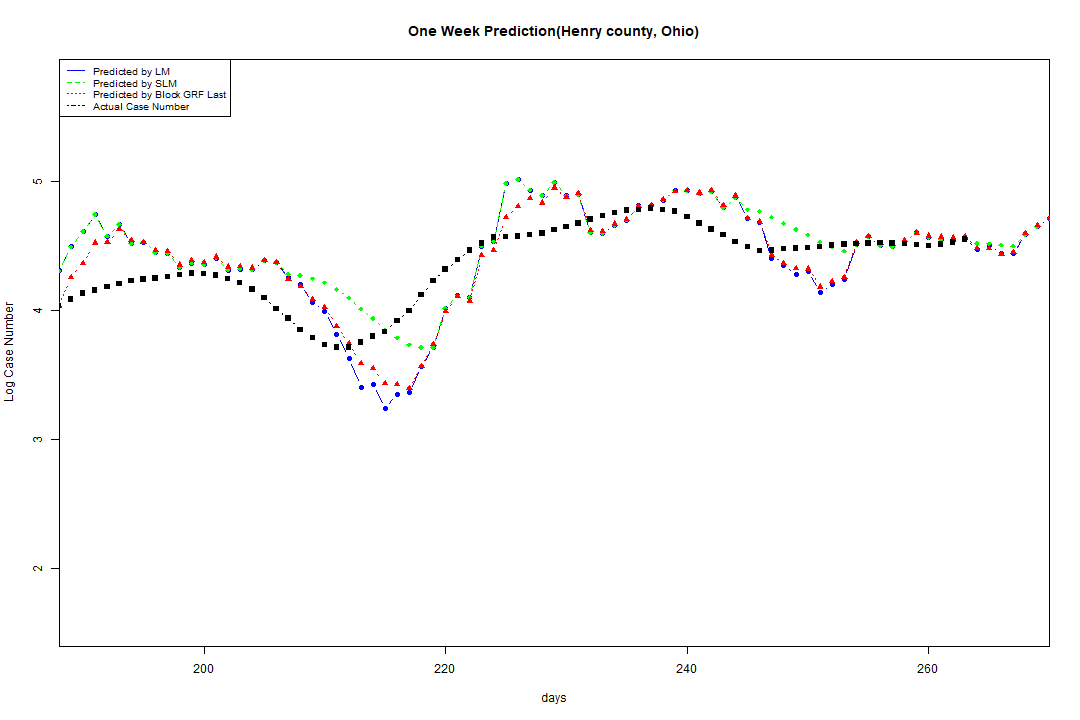 One Week Prediction(Henry county, Ohio)
Predicted by LM
Predicted by SLM
Predicted by Block GRF Last
Actual Case Number
5
4
3
2
Log Case Number
200
220
240
260
days